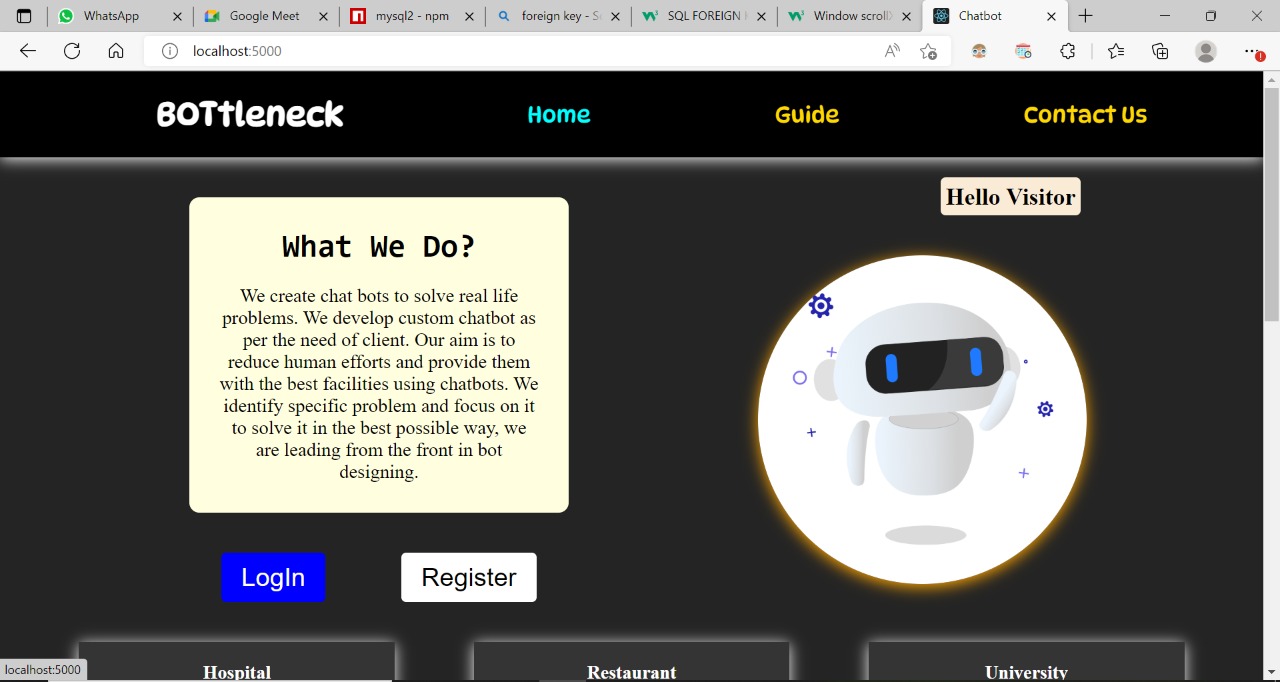 WhatsApp
Google Meet
mysql2 - npm
foreign key - S
SQL FOREIGN
Window scrollX
Chatbot
localhost:5000
BOTtleneck
Home
Guide
Contact Us
Hello Visitor
What We Do?
We create chat bots to solve real life
problems. We develop custom chatbot as
per the need of client. Our aim is to
reduce human efforts and provide them
with the best facilities using chatbots. We
identify specific problem and focus on it
to solve it in the best possible way, we
are leading from the front in bot
designing.
LogIn
Register
Hospital
Restaurant
University
localhost:5000